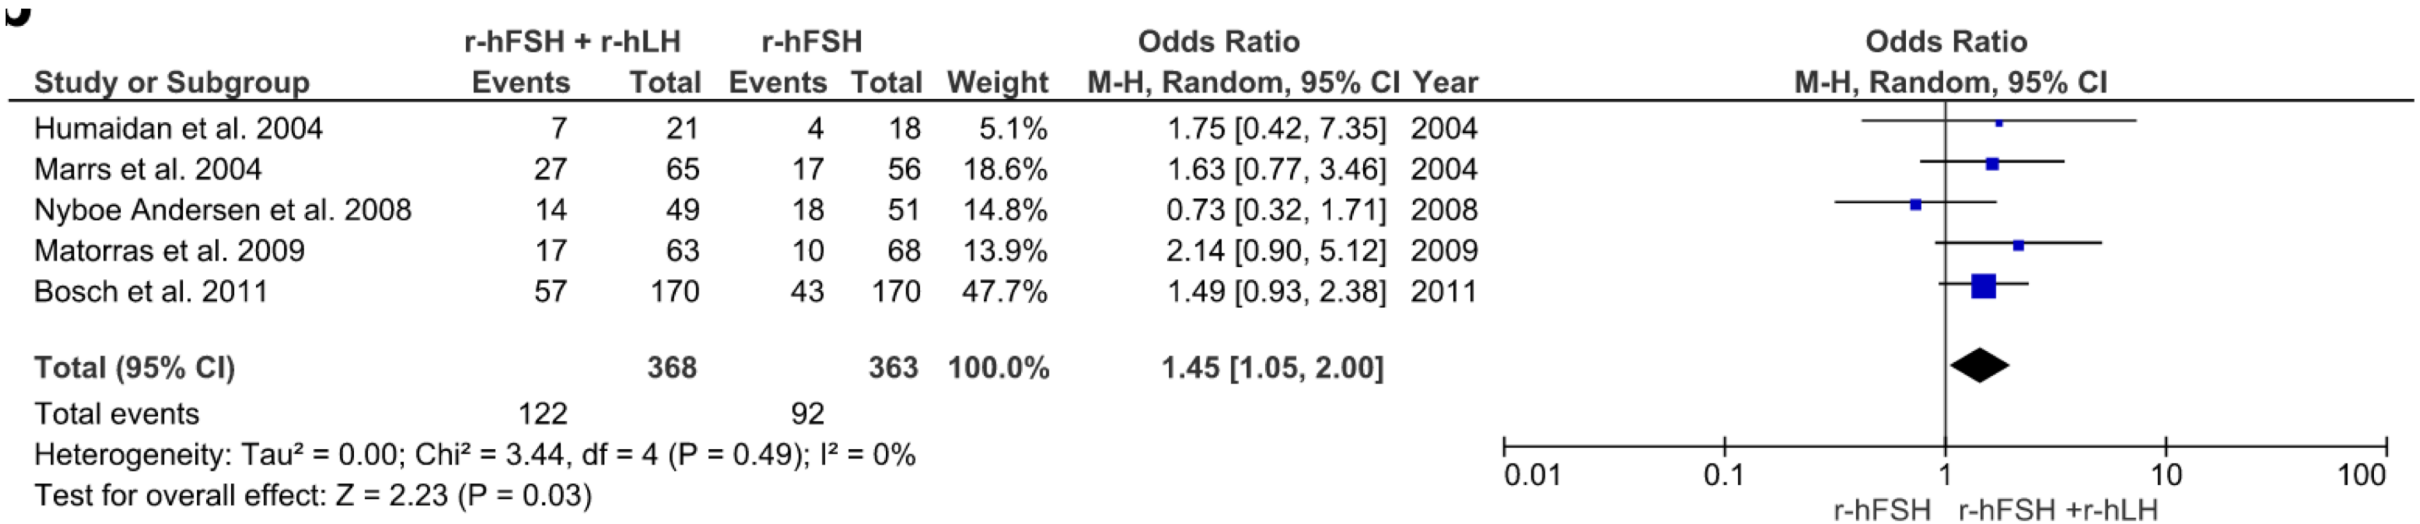 r-hFSH + r-hLH r-hFSH Odds Ratio Odds Ratio
Study or Subgroup Events Total Events Total Weight M-H, Random, 95% CI Year M-H, Random, 95% CI
Humaidan et al. 2004 7 21 4 18 5.1% 1.75 [0.42, 7.35] 2004
Marrs et al. 2004 27 65 17 56 18.6% 1.63 [0.77, 3.46] 2004
Nyboe Andersen et al. 2008 14 49 18 51 14.8% 0.73 [0.32, 1.71] 2008
Matorras et al. 2009 17 63 10 68 13.9% 2.14 [0.90, 5.12] 2009
Bosch et al. 2011 57 170 43 170 47.7% 1.49 [0.93, 2.38] 2011
Total (95% CI) 368 363 100.0% 1.45 [1.05, 2.00]
Total events 122 92
Heterogeneity: Tau² = 0.00; Chi² = 3.44, df = 4 (P = 0.49); I² = 0%
Test for overall effect: Z = 2.23 (P = 0.03)
0.01 0.1 1 10 100
r-hFSH r-hFSH +r-hLH